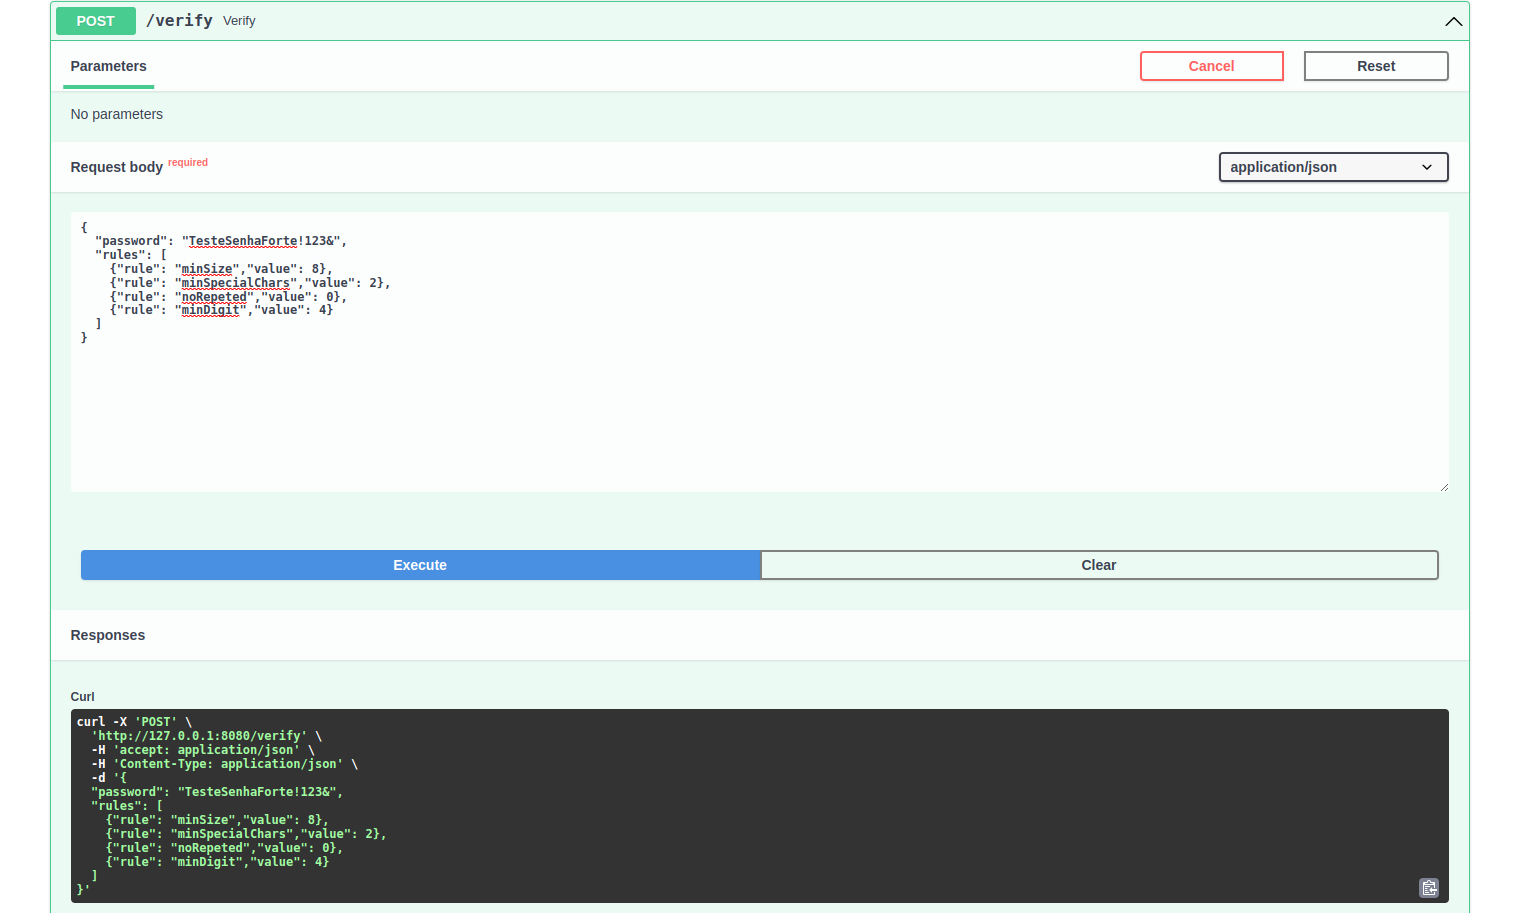 POST /verify Verify
Parameters
Cancel
Reset
No parameters
Request body required
application/json
{
  "password": "TesteSenhaForte!123&",
  "rules": [
    {"rule": "minSize","value": 8},
    {"rule": "minSpecialChars","value": 2},
    {"rule": "noRepeted","value": 0},
    {"rule": "minDigit","value": 4}
  ]
}
Execute
Clear
Responses
Curl
curl -X 'POST' \
  'http://127.0.0.1:8080/verify' \
  -H 'accept: application/json' \
  -H 'Content-Type: application/json' \
  -d '{
  "password": "TesteSenhaForte!123&",
  "rules": [
    {"rule": "minSize","value": 8},
    {"rule": "minSpecialChars","value": 2},
    {"rule": "noRepeted","value": 0},
    {"rule": "minDigit","value": 4}
  ]
}'